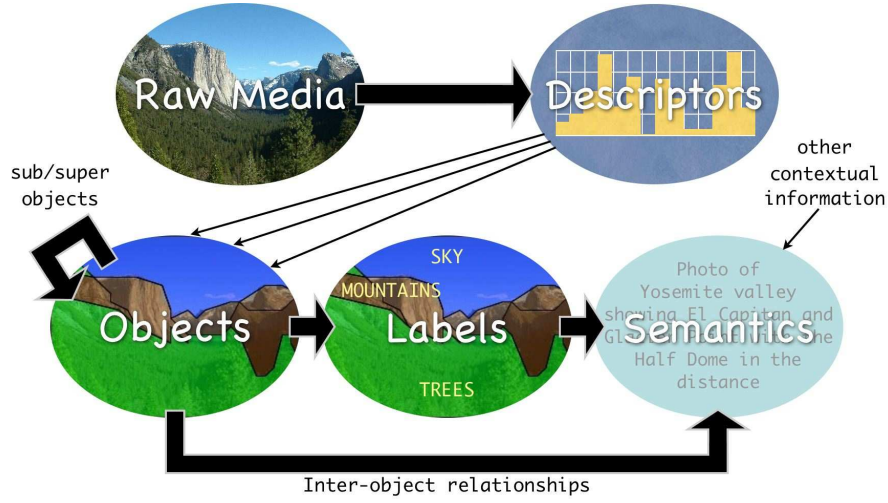 Raw Media
Descriptors
other
contextual
information
sub/super
objects
Objects
SKY
MOUNTAINS
Labels
TREES
Photo of
Yosemite valley
showing El Capitan and
Semantics
Half Dome in the
distance
Inter-object relationships